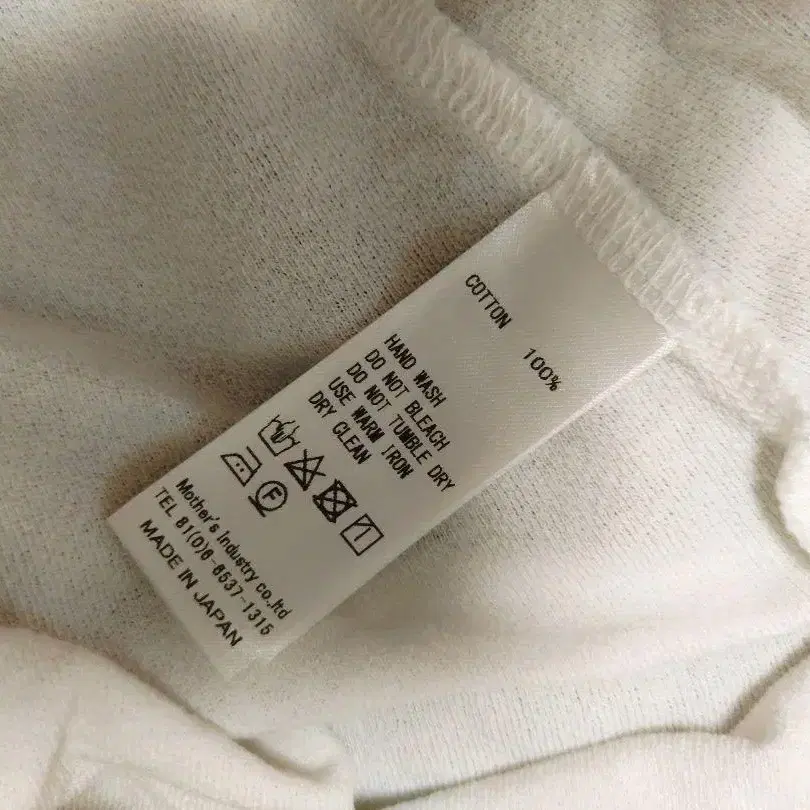 COTTON 100%
HAND WASH
DO NOT BLEACH
DO NOT TUMBLE DRY
USE WARM IRON
DRY CLEAN
F
Mother's Industry co.,ltd
TEL 81(0)6-6537-1315
MADE IN JAPAN